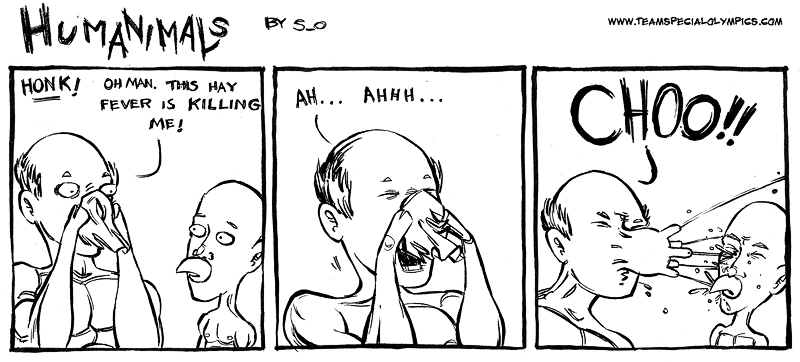 HUMANIMALS
BY S_O
WWW.TEAMSPECIALOLYMPICS.COM
HONK! OH MAN. THIS HAY
FEVER IS KILLING
ME!
AH... AHHH...
CHOO!!